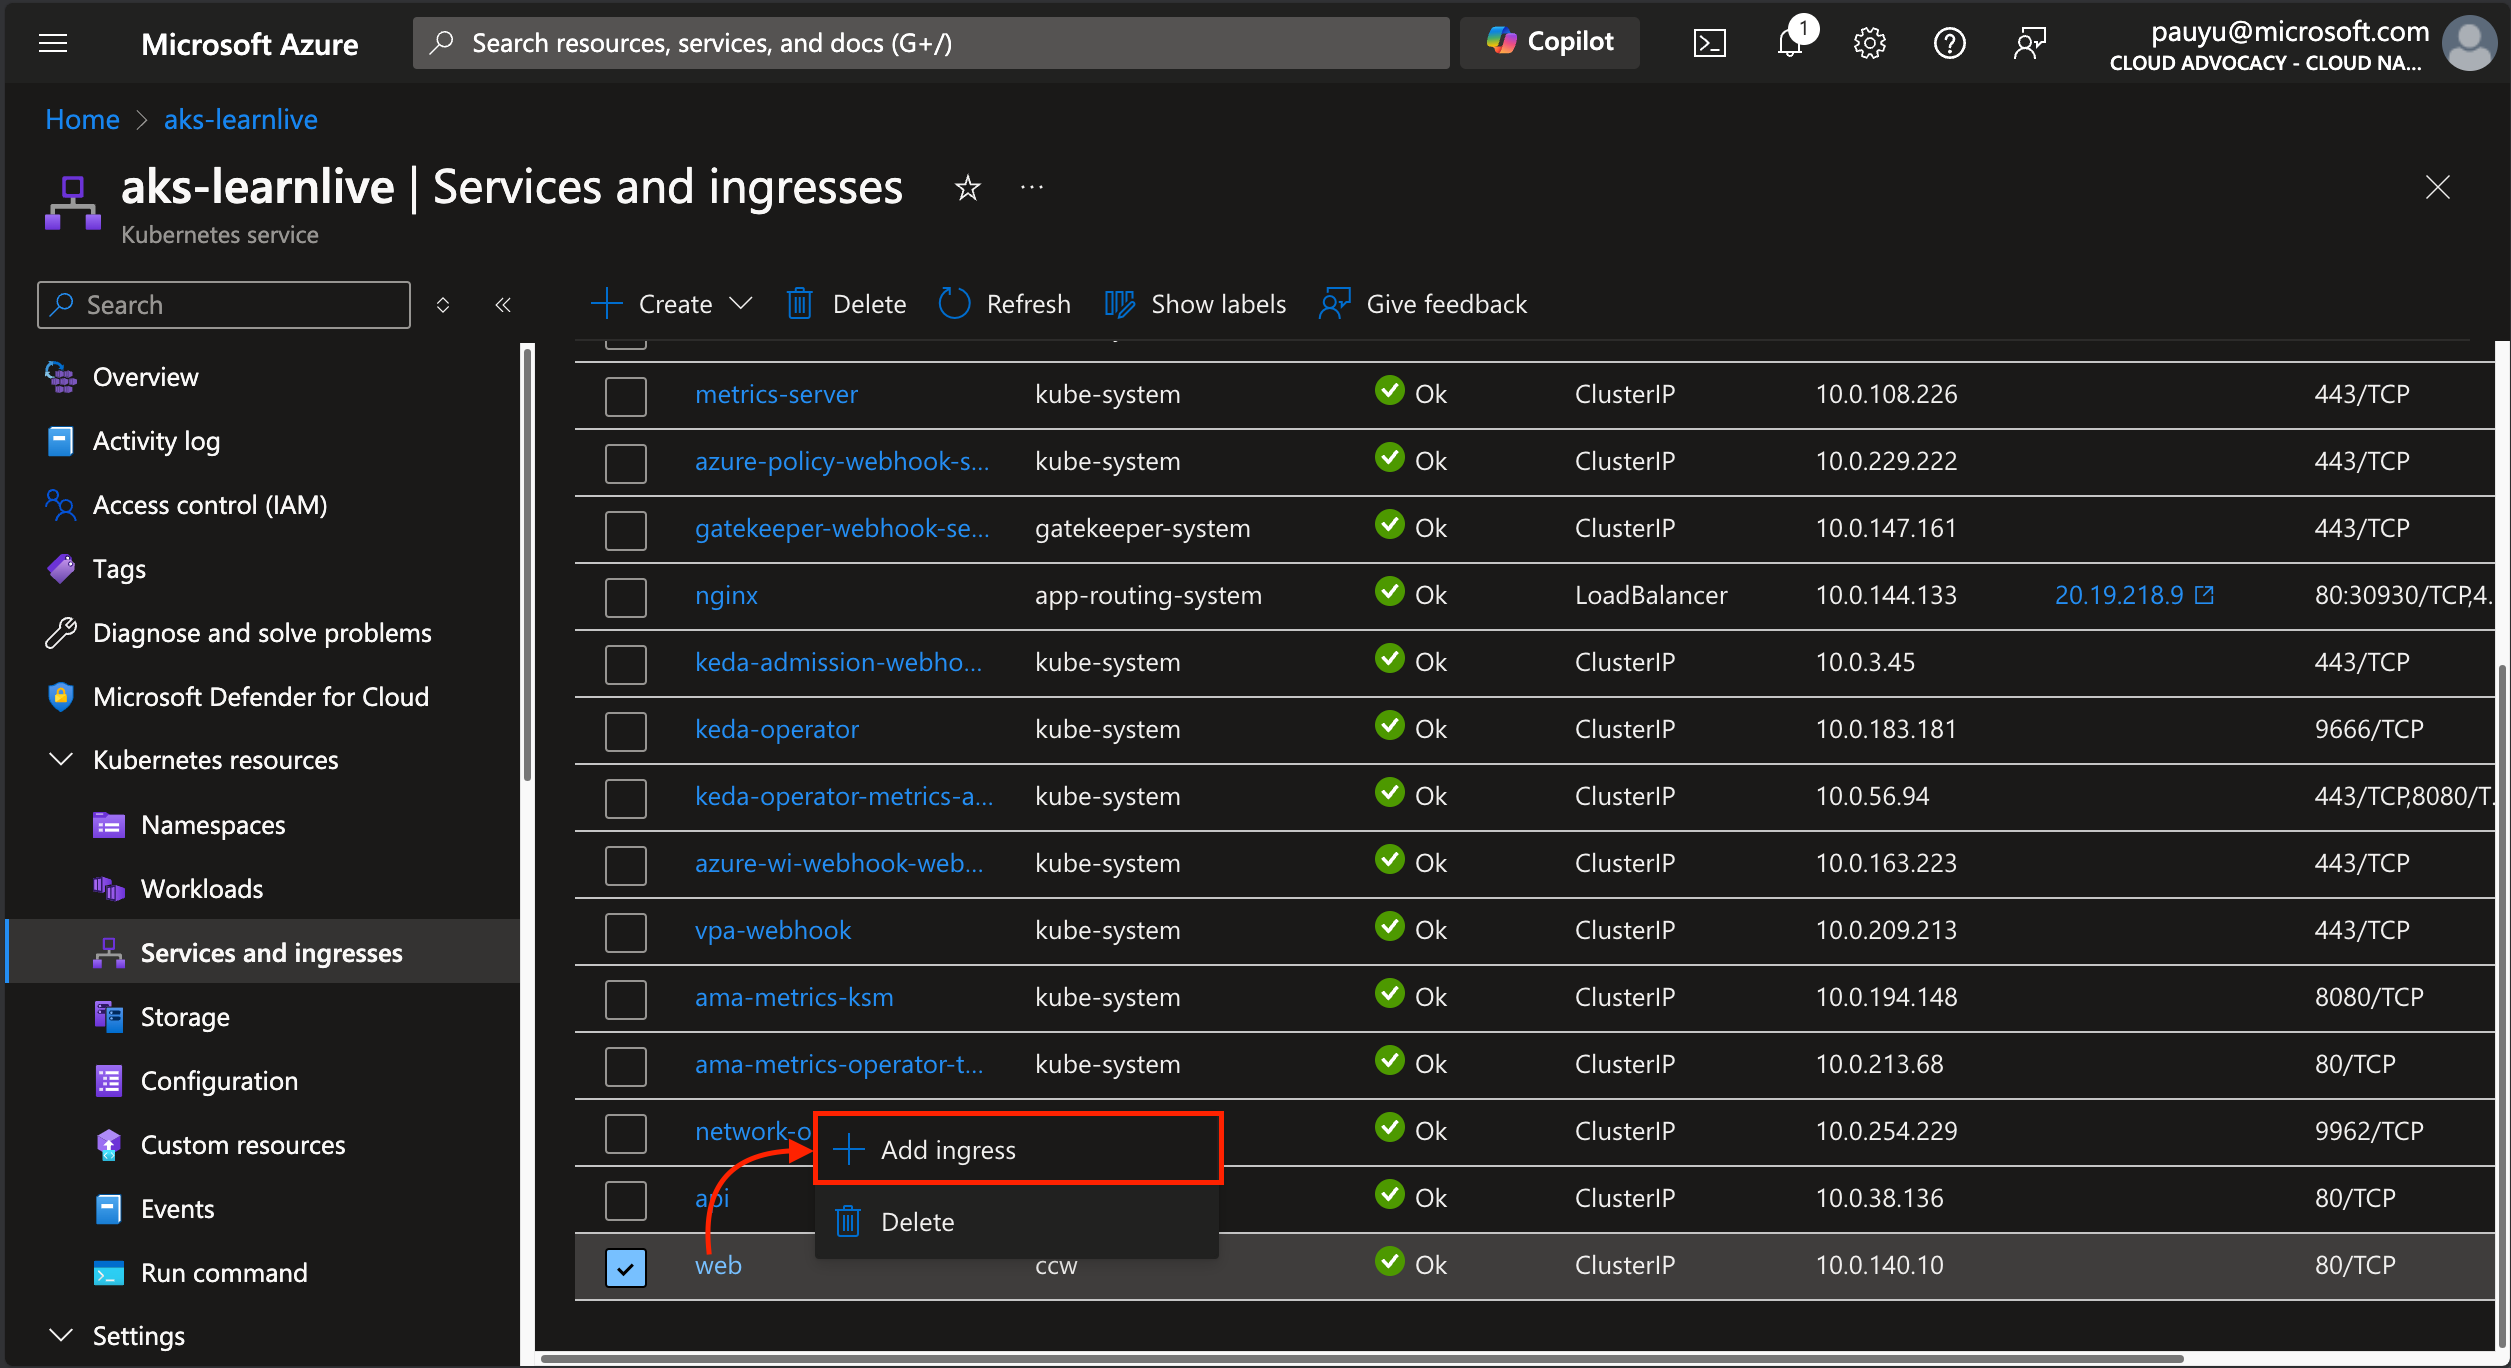 Microsoft Azure
Search resources, services, and docs (G+/)
Copilot
1
pauyu@microsoft.com
CLOUD ADVOCACY - CLOUD NA...
Home > aks-learnlive
aks-learnlive | Services and ingresses
Kubernetes service
Search
Create
Delete
Refresh
Show labels
Give feedback
Overview
Activity log
Access control (IAM)
Tags
Diagnose and solve problems
Microsoft Defender for Cloud
Kubernetes resources
Namespaces
Workloads
Services and ingresses
Storage
Configuration
Custom resources
Events
Run command
Settings
metrics-server kube-system Ok ClusterIP 10.0.108.226 443/TCP
azure-policy-webhook-s... kube-system Ok ClusterIP 10.0.229.222 443/TCP
gatekeeper-webhook-se... gatekeeper-system Ok ClusterIP 10.0.147.161 443/TCP
nginx app-routing-system Ok LoadBalancer 10.0.144.133 20.19.218.9 80:30930/TCP,4.
keda-admission-webho... kube-system Ok ClusterIP 10.0.3.45 443/TCP
keda-operator kube-system Ok ClusterIP 10.0.183.181 9666/TCP
keda-operator-metrics-a... kube-system Ok ClusterIP 10.0.56.94 443/TCP,8080/T.
azure-wi-webhook-web... kube-system Ok ClusterIP 10.0.163.223 443/TCP
vpa-webhook kube-system Ok ClusterIP 10.0.209.213 443/TCP
ama-metrics-ksm kube-system Ok ClusterIP 10.0.194.148 8080/TCP
ama-metrics-operator-t... kube-system Ok ClusterIP 10.0.213.68 80/TCP
network-o Ok ClusterIP 10.0.254.229 9962/TCP
Add ingress
api Ok ClusterIP 10.0.38.136 80/TCP
Delete
web ccw Ok ClusterIP 10.0.140.10 80/TCP